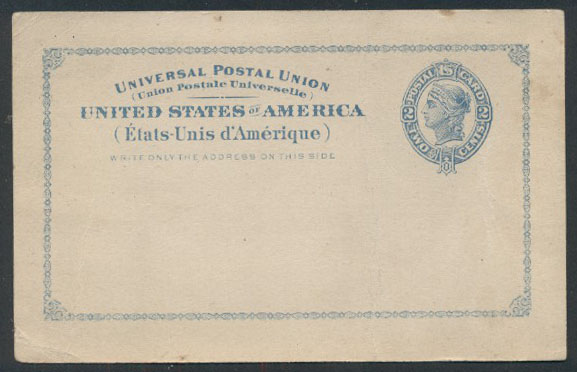 UNIVERSAL POSTAL UNION
(Union Postale Universelle)
UNITED STATES OF AMERICA
(États-Unis d'Amérique)
WRITE ONLY THE ADDRESS ON THIS SIDE
U.S.
POSTAL CARD
2 2
TWO CENTS